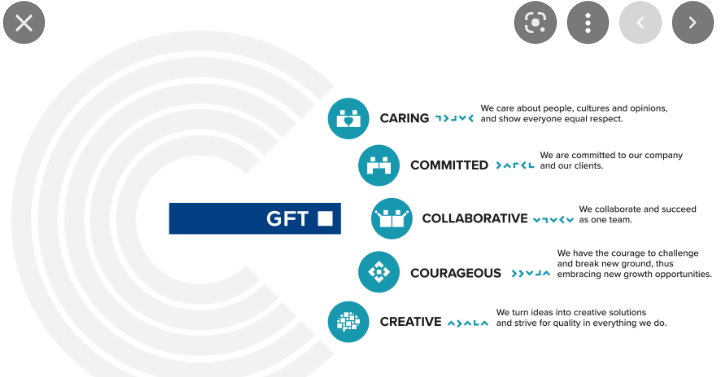 CARING
We care about people, cultures and opinions,
and show everyone equal respect.
COMMITTED
We are committed to our company
and our clients.
GFT
COLLABORATIVE
We collaborate and succeed
as one team.
COURAGEOUS
We have the courage to challenge
and break new ground, thus
embracing new growth opportunities.
CREATIVE
We turn ideas into creative solutions
and strive for quality in everything we do.